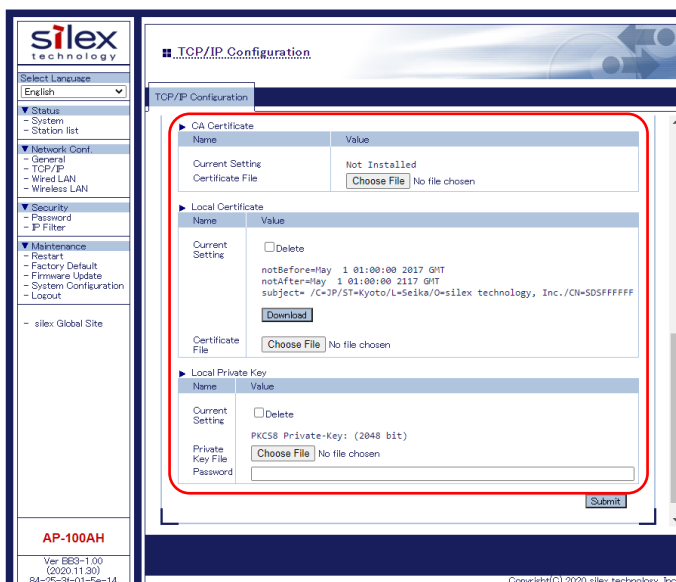 silex
technology
Select Language
English
▼ Status
- System
- Station list
▼ Network Conf.
- General
- TCP/IP
- Wired LAN
- Wireless LAN
▼ Security
- Password
- IP Filter
▼ Maintenance
- Restart
- Factory Default
- Firmware Update
- System Configuration
- Logout
- silex Global Site
AP-100AH
Ver BB3-1.00
(2020.11.30)
84-25-3f-01-5e-14
TCP/IP Configuration
TCP/IP Configuration
CA Certificate
Name Value
Current Setting Not Installed
Certificate File Choose File No file chosen
Local Certificate
Name Value
Current Setting Delete
notBefore=May 1 01:00:00 2017 GMT
notAfter=May 1 01:00:00 2117 GMT
subject= /C=JP/ST=Kyoto/L=Seika/O=silex technology, Inc./CN=SDSFFFFFF
Download
Certificate File Choose File No file chosen
Local Private Key
Name Value
Current Setting Delete
PKCS8 Private-Key: (2048 bit)
Private Key File Choose File No file chosen
Password
Submit
Copyright(C) 2020 silex technology, Inc